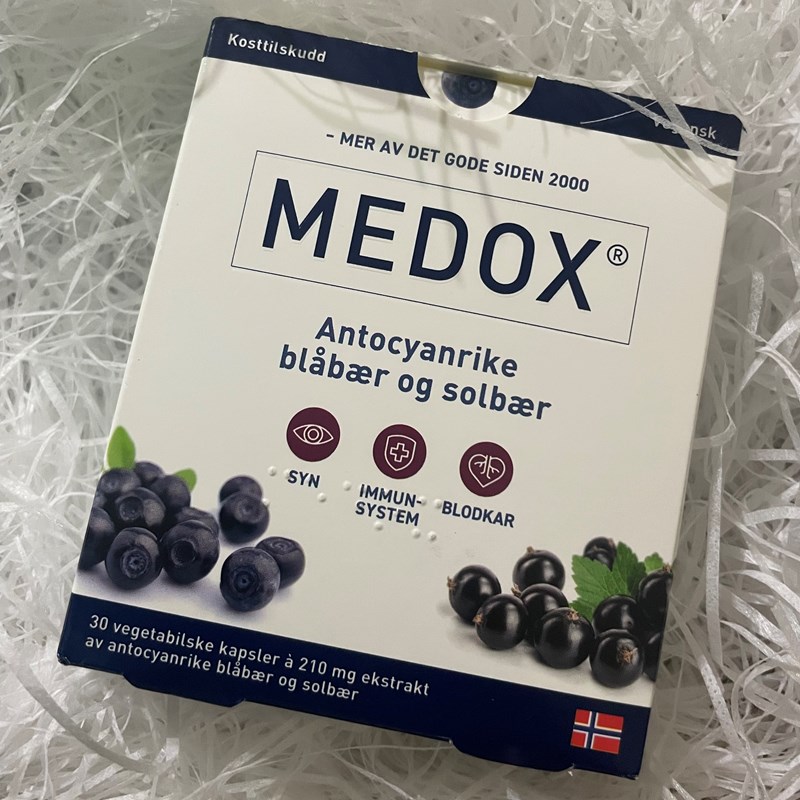 Kosttilskudd
- MER AV DET GODE SIDEN 2000
MEDOX®
Antocyanrike
blåbær og solbær
SYN
IMMUN-
SYSTEM
BLODKAR
30 vegetabilske kapsler à 210 mg ekstrakt
av antocyanrike blåbær og solbær